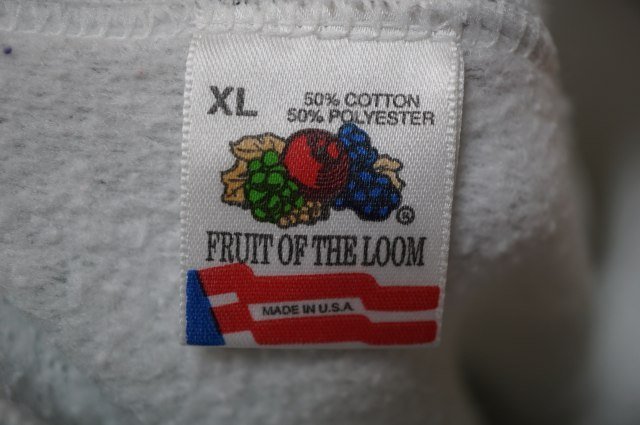 XL
50% COTTON
50% POLYESTER
®
FRUIT OF THE LOOM
MADE IN U.S.A.